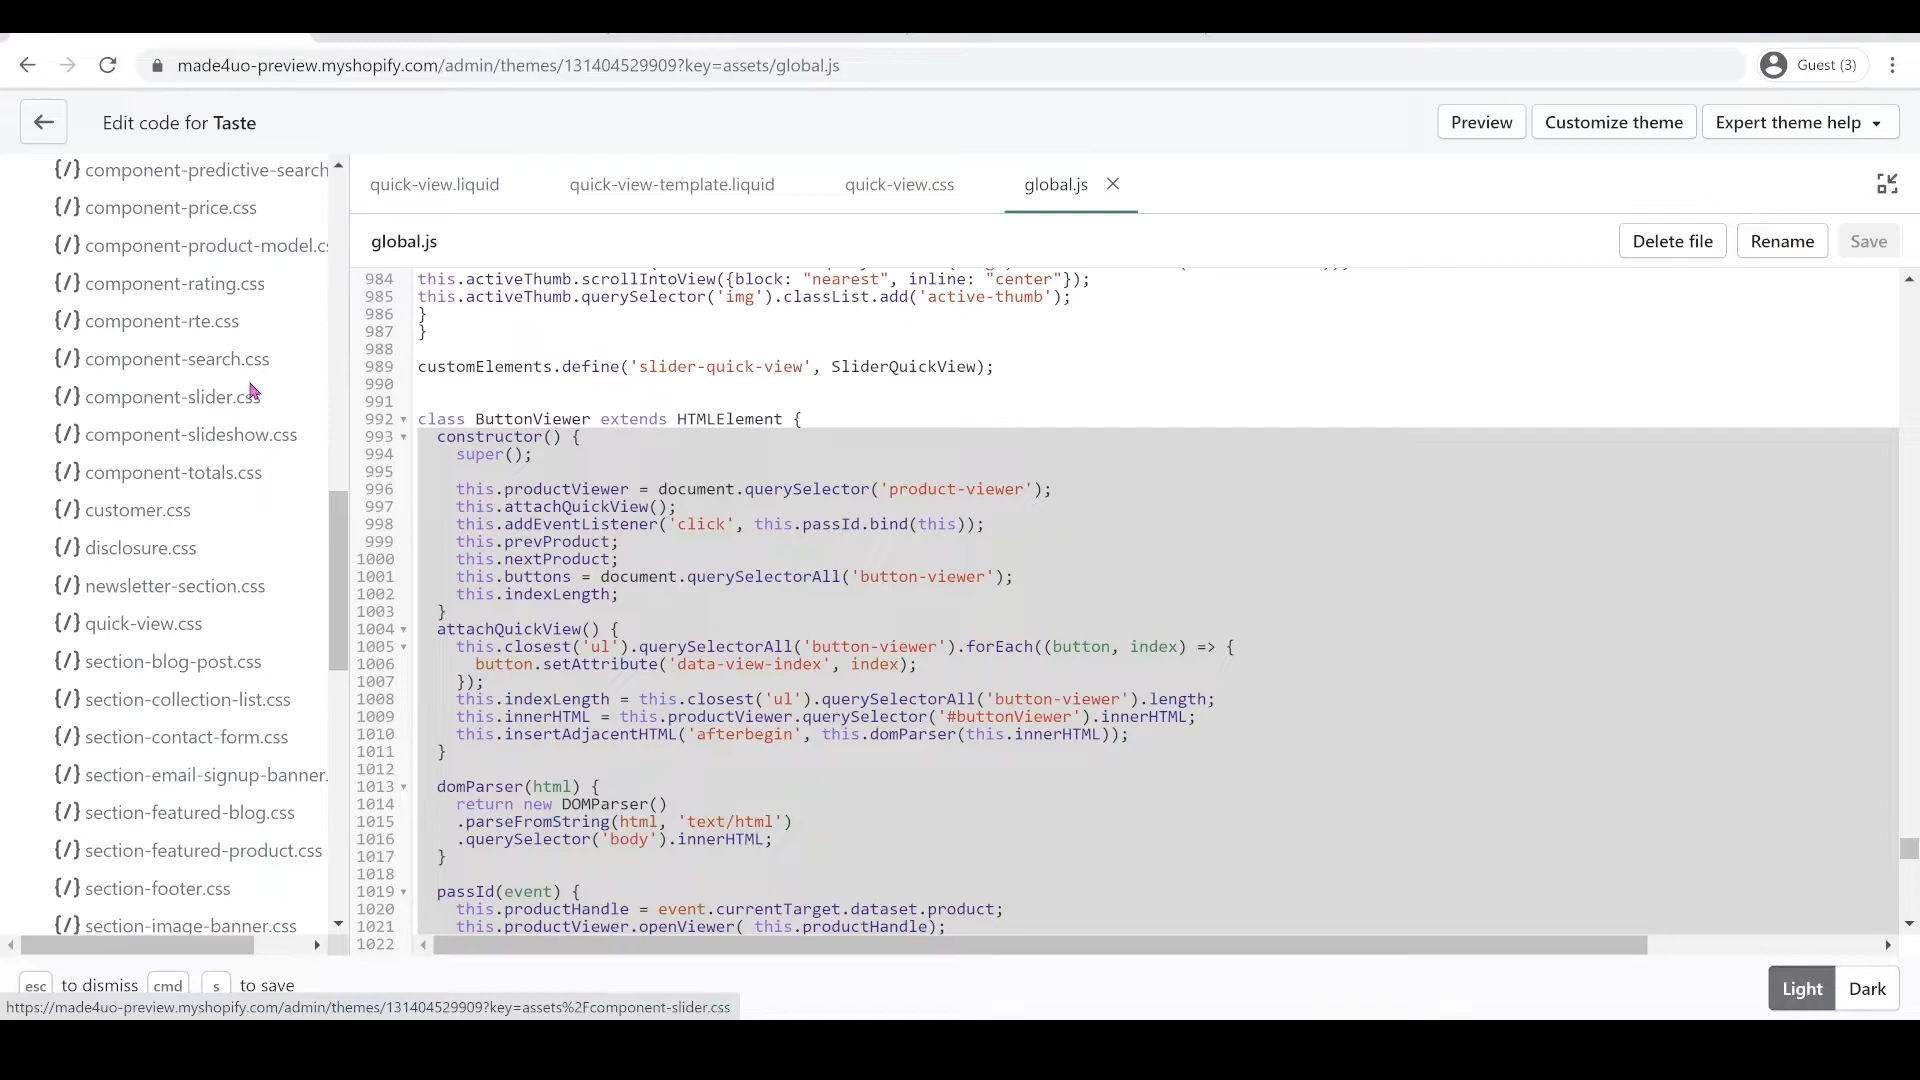 made4uo-preview.myshopify.com/admin/themes/131404529909?key=assets/global.js
Guest (3)
Edit code for Taste
Preview
Customize theme
Expert theme help
{/} component-predictive-search
{/} component-price.css
{/} component-product-model.cs
{/} component-rating.css
{/} component-rte.css
{/} component-search.css
{/} component-slider.css
{/} component-slideshow.css
{/} component-totals.css
{/} customer.css
{/} disclosure.css
{/} newsletter-section.css
{/} quick-view.css
{/} section-blog-post.css
{/} section-collection-list.css
{/} section-contact-form.css
{/} section-email-signup-banner.
{/} section-featured-blog.css
{/} section-featured-product.css
{/} section-footer.css
{/} section-image-banner.css
quick-view.liquid
quick-view-template.liquid
quick-view.css
global.js
global.js
Delete file
Rename
Save
984 this.activeThumb.scrollIntoView({block: "nearest", inline: "center"});
985 this.activeThumb.querySelector('img').classList.add('active-thumb');
986 }
987 }
988
989 customElements.define('slider-quick-view', SliderQuickView);
990
991
992 class ButtonViewer extends HTMLElement {
993 constructor() {
994 super();
995
996 this.productViewer = document.querySelector('product-viewer');
997 this.attachQuickView();
998 this.addEventListener('click', this.passId.bind(this));
999 this.prevProduct;
1000 this.nextProduct;
1001 this.buttons = document.querySelectorAll('button-viewer');
1002 this.indexLength;
1003 }
1004 attachQuickView() {
1005 this.closest('ul').querySelectorAll('button-viewer').forEach((button, index) => {
1006 button.setAttribute('data-view-index', index);
1007 });
1008 this.indexLength = this.closest('ul').querySelectorAll('button-viewer').length;
1009 this.innerHTML = this.productViewer.querySelector('#buttonViewer').innerHTML;
1010 this.insertAdjacentHTML('afterbegin', this.domParser(this.innerHTML));
1011 }
1012
1013 domParser(html) {
1014 return new DOMParser()
1015 .parseFromString(html, 'text/html')
1016 .querySelector('body').innerHTML;
1017 }
1018
1019 passId(event) {
1020 this.productHandle = event.currentTarget.dataset.product;
1021 this.productViewer.openViewer( this.productHandle);
1022
esc to dismiss cmd s to save
Light
Dark
https://made4uo-preview.myshopify.com/admin/themes/131404529909?key=assets%2Fcomponent-slider.css